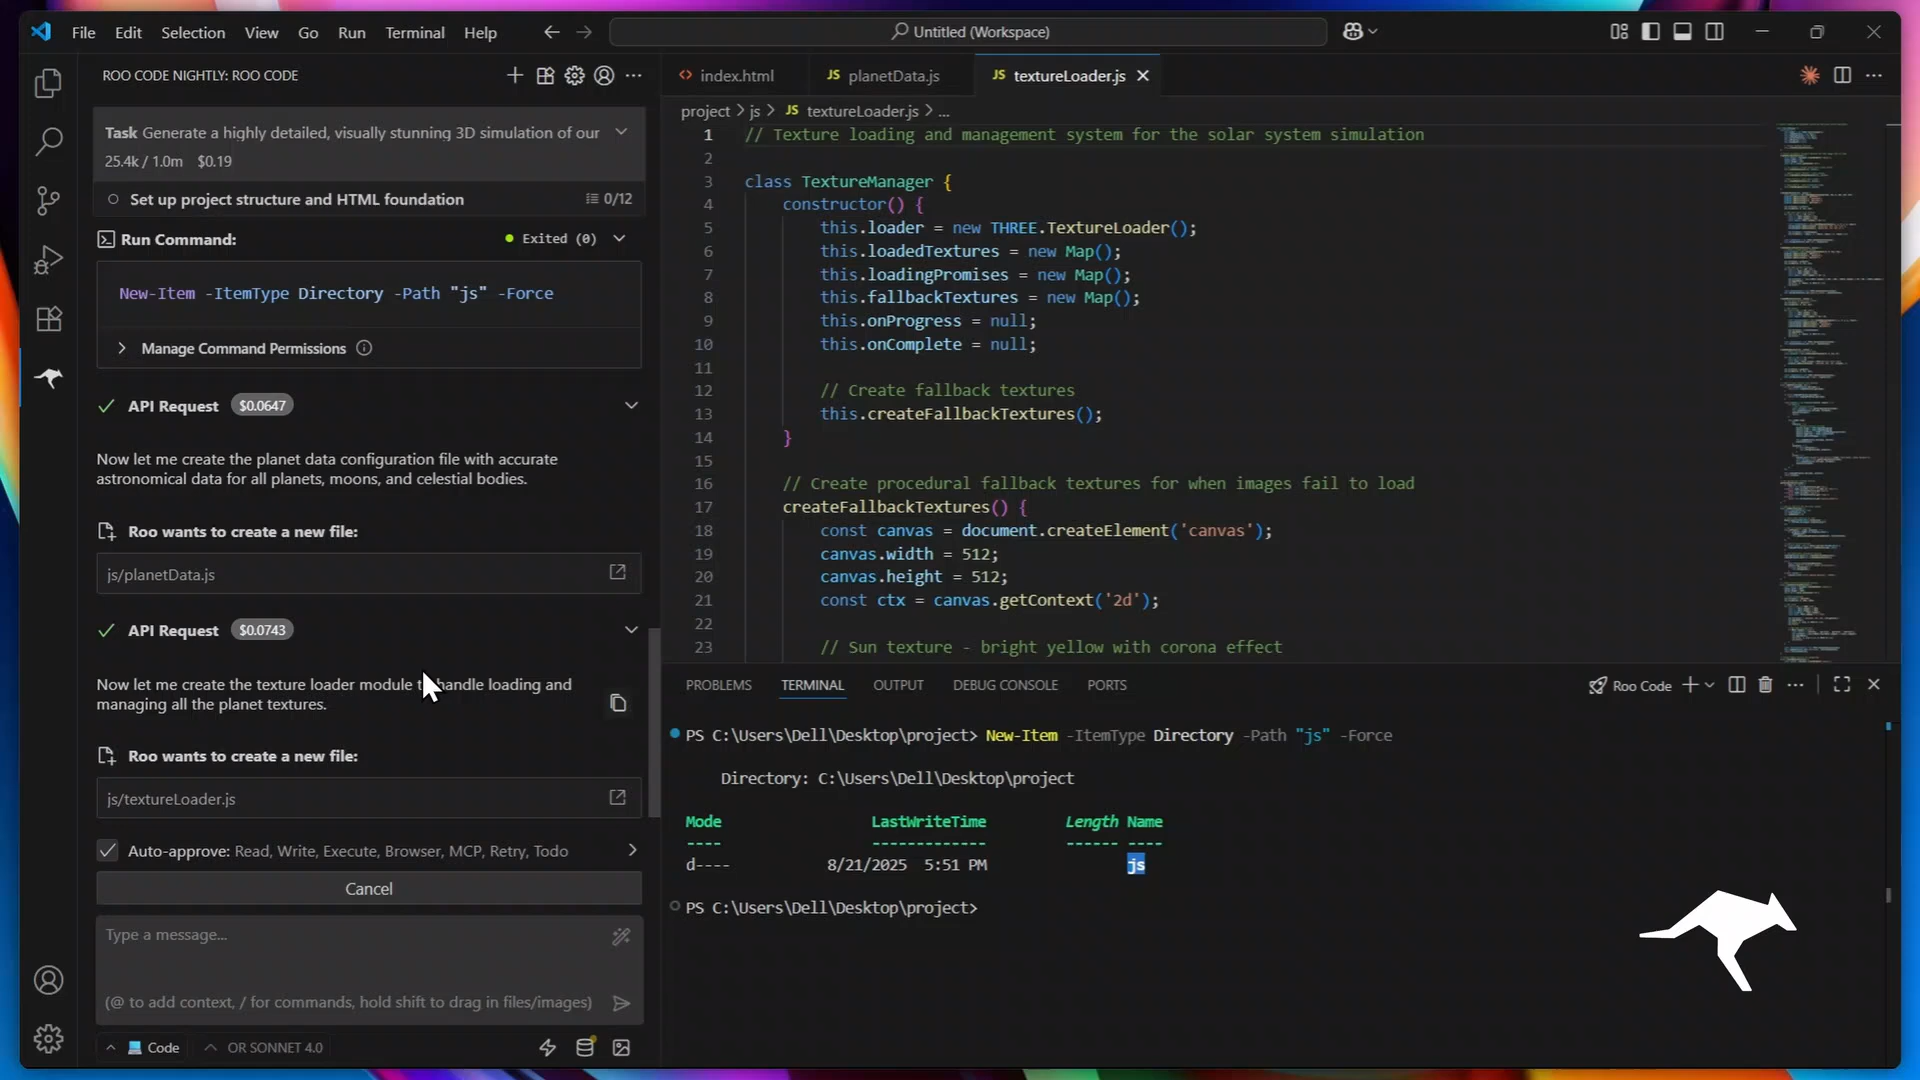 File Edit Selection View Go Run Terminal Help
Untitled (Workspace)
ROO CODE NIGHTLY: ROO CODE
Task Generate a highly detailed, visually stunning 3D simulation of our
25.4k / 1.0m $0.19
Set up project structure and HTML foundation 0/12
Run Command: Exited (0)
New-Item -ItemType Directory -Path "js" -Force
Manage Command Permissions
API Request $0.0647
Now let me create the planet data configuration file with accurate
astronomical data for all planets, moons, and celestial bodies.
Roo wants to create a new file:
js/planetData.js
API Request $0.0743
Now let me create the texture loader module handle loading and
managing all the planet textures.
Roo wants to create a new file:
js/textureLoader.js
Auto-approve: Read, Write, Execute, Browser, MCP, Retry, Todo
Cancel
Type a message...
(@ to add context, / for commands, hold shift to drag in files/images)
Code OR SONNET 4.0
index.html JS planetData.js JS textureLoader.js
project > js > JS textureLoader.js > ...
1 // Texture loading and management system for the solar system simulation
2
3 class TextureManager {
4 constructor() {
5 this.loader = new THREE.TextureLoader();
6 this.loadedTextures = new Map();
7 this.loadingPromises = new Map();
8 this.fallbackTextures = new Map();
9 this.onProgress = null;
10 this.onComplete = null;
11
12 // Create fallback textures
13 this.createFallbackTextures();
14 }
15
16 // Create procedural fallback textures for when images fail to load
17 createFallbackTextures() {
18 const canvas = document.createElement('canvas');
19 canvas.width = 512;
20 canvas.height = 512;
21 const ctx = canvas.getContext('2d');
22
23 // Sun texture - bright yellow with corona effect
PROBLEMS TERMINAL OUTPUT DEBUG CONSOLE PORTS Roo Code
PS C:\Users\Dell\Desktop\project> New-Item -ItemType Directory -Path "js" -Force
Directory: C:\Users\Dell\Desktop\project
Mode LastWriteTime Length Name
---- ------------- ------ ----
d---- 8/21/2025 5:51 PM js
PS C:\Users\Dell\Desktop\project>